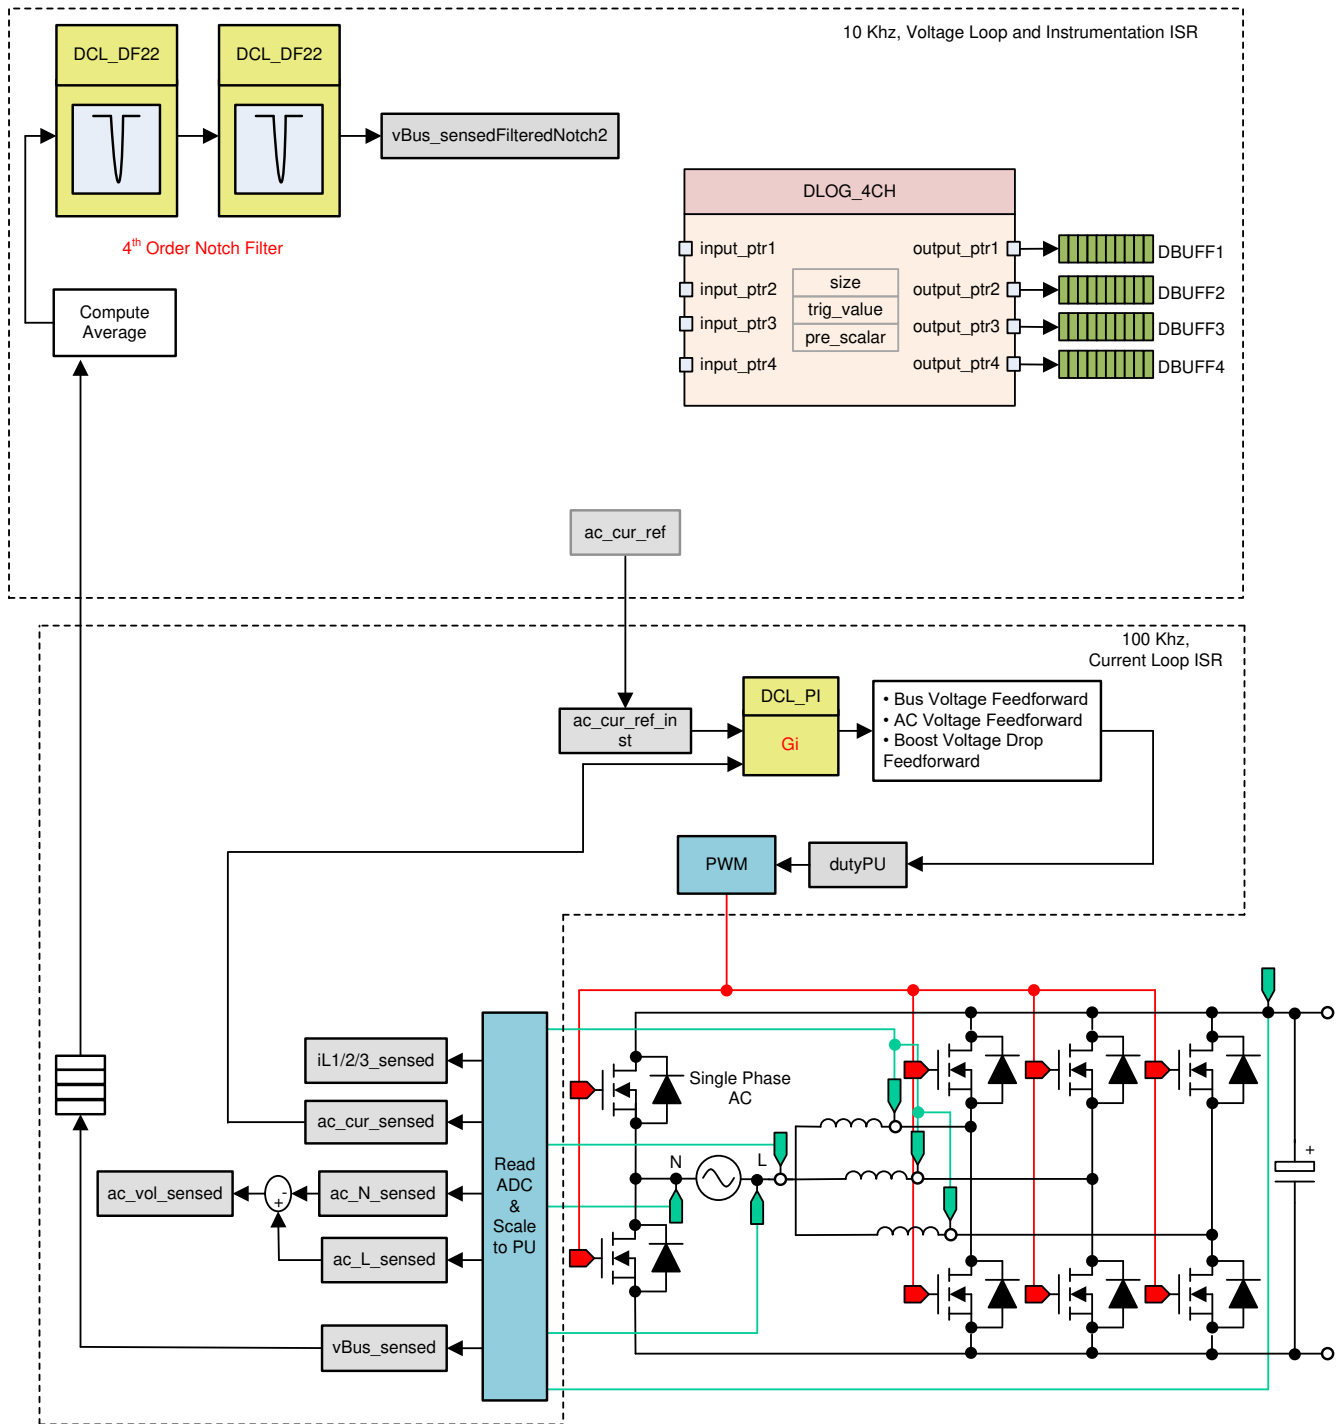 10 Khz, Voltage Loop and Instrumentation ISR
DCL_DF22
DCL_DF22
vBus_sensedFilteredNotch2
4th Order Notch Filter
Compute
Average
DLOG_4CH
input_ptr1
input_ptr2
input_ptr3
input_ptr4
size
trig_value
pre_scalar
output_ptr1
output_ptr2
output_ptr3
output_ptr4
DBUFF1
DBUFF2
DBUFF3
DBUFF4
ac_cur_ref
100 Khz,
Current Loop ISR
ac_cur_ref_in
st
DCL_PI
Gi
• Bus Voltage Feedforward
• AC Voltage Feedforward
• Boost Voltage Drop
Feedforward
PWM
dutyPU
iL1/2/3_sensed
ac_cur_sensed
ac_vol_sensed
-
+
ac_N_sensed
ac_L_sensed
vBus_sensed
Read
ADC
&
Scale
to PU
Single Phase
AC
N
L
+